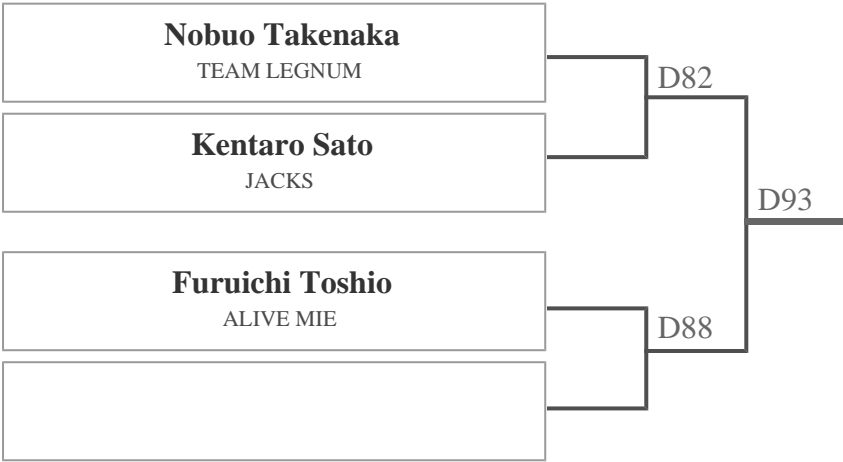 Nobuo Takenaka
TEAM LEGNUM
D82
Kentaro Sato
JACKS
D93
Furuichi Toshio
ALIVE MIE
D88